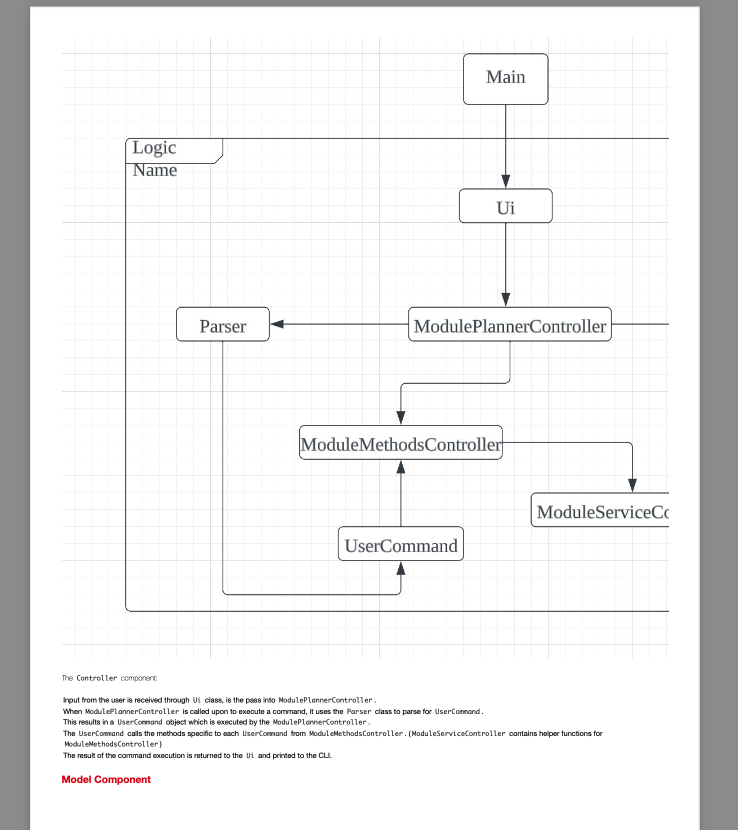 Main
Logic
Name
Ui
Parser
ModulePlannerController
ModuleMethodsController
ModuleServiceCo
UserCommand
The Controller component:
Input from the user is received through Ui class, is the pass into ModulePlannerController.
When ModulePlannerController is called upon to execute a command, it uses the Parser class to parse for UserCommand.
This results in a UserCommand object which is executed by the ModulePlannerController.
The UserCommand calls the methods specific to each UserCommand from ModuleMethodsController.(ModuleServiceController contains helper functions for
ModuleMethodsController)
The result of the command execution is returned to the Ui and printed to the CLI.
Model Component